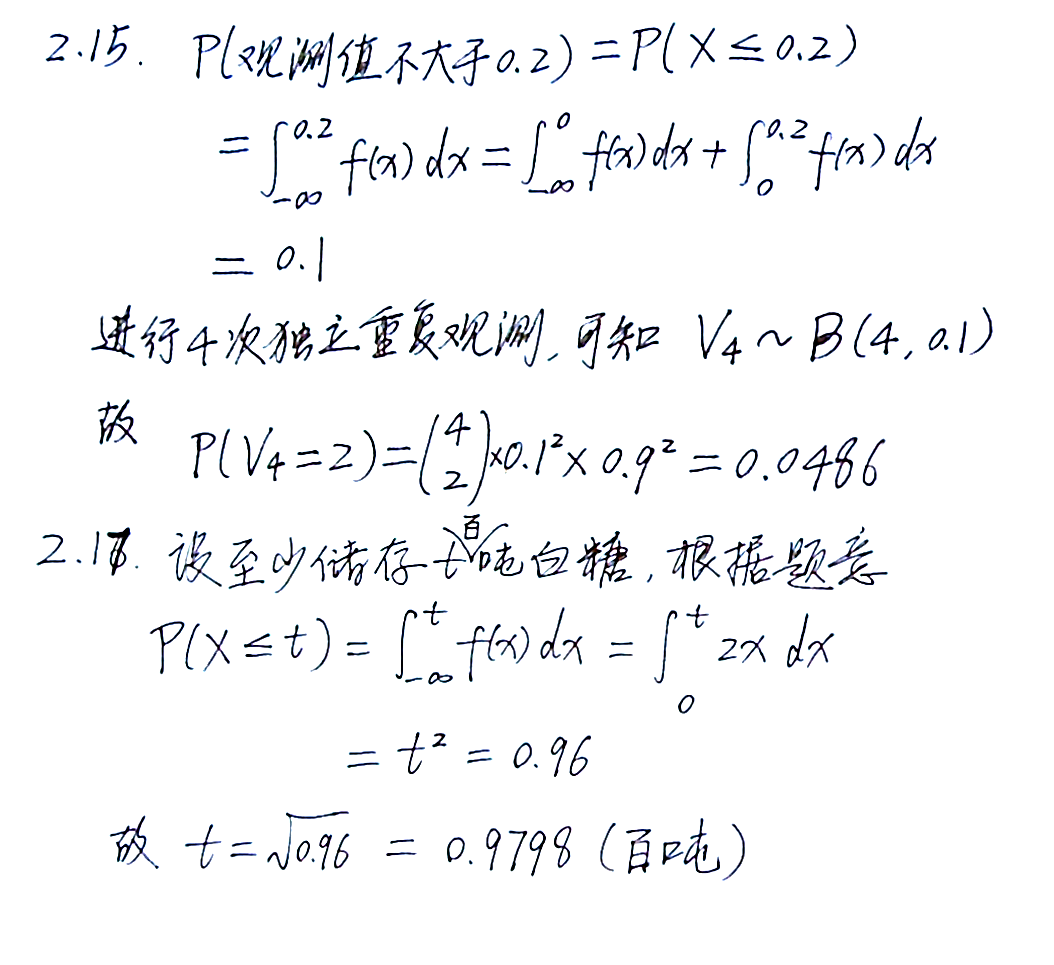 2.15. P(观测值不大于0.2) = P(X ≤ 0.2)
= ∫_{-∞}^{0.2} f(x) dx = ∫_{-∞}^{0} f(x) dx + ∫_{0}^{0.2} f(x) dx
= 0.1
进行4次独立重复观测, 可知 V₄ ~ B(4, 0.1)
故 P(V₄=2) = \binom{4}{2} × 0.1² × 0.9² = 0.0486
2.17. 设至少储存 t百吨白糖, 根据题意
P(X ≤ t) = ∫_{-∞}^{t} f(x) dx = ∫_{0}^{t} 2x dx
= t² = 0.96
故 t = √0.96 = 0.9798 (百吨)